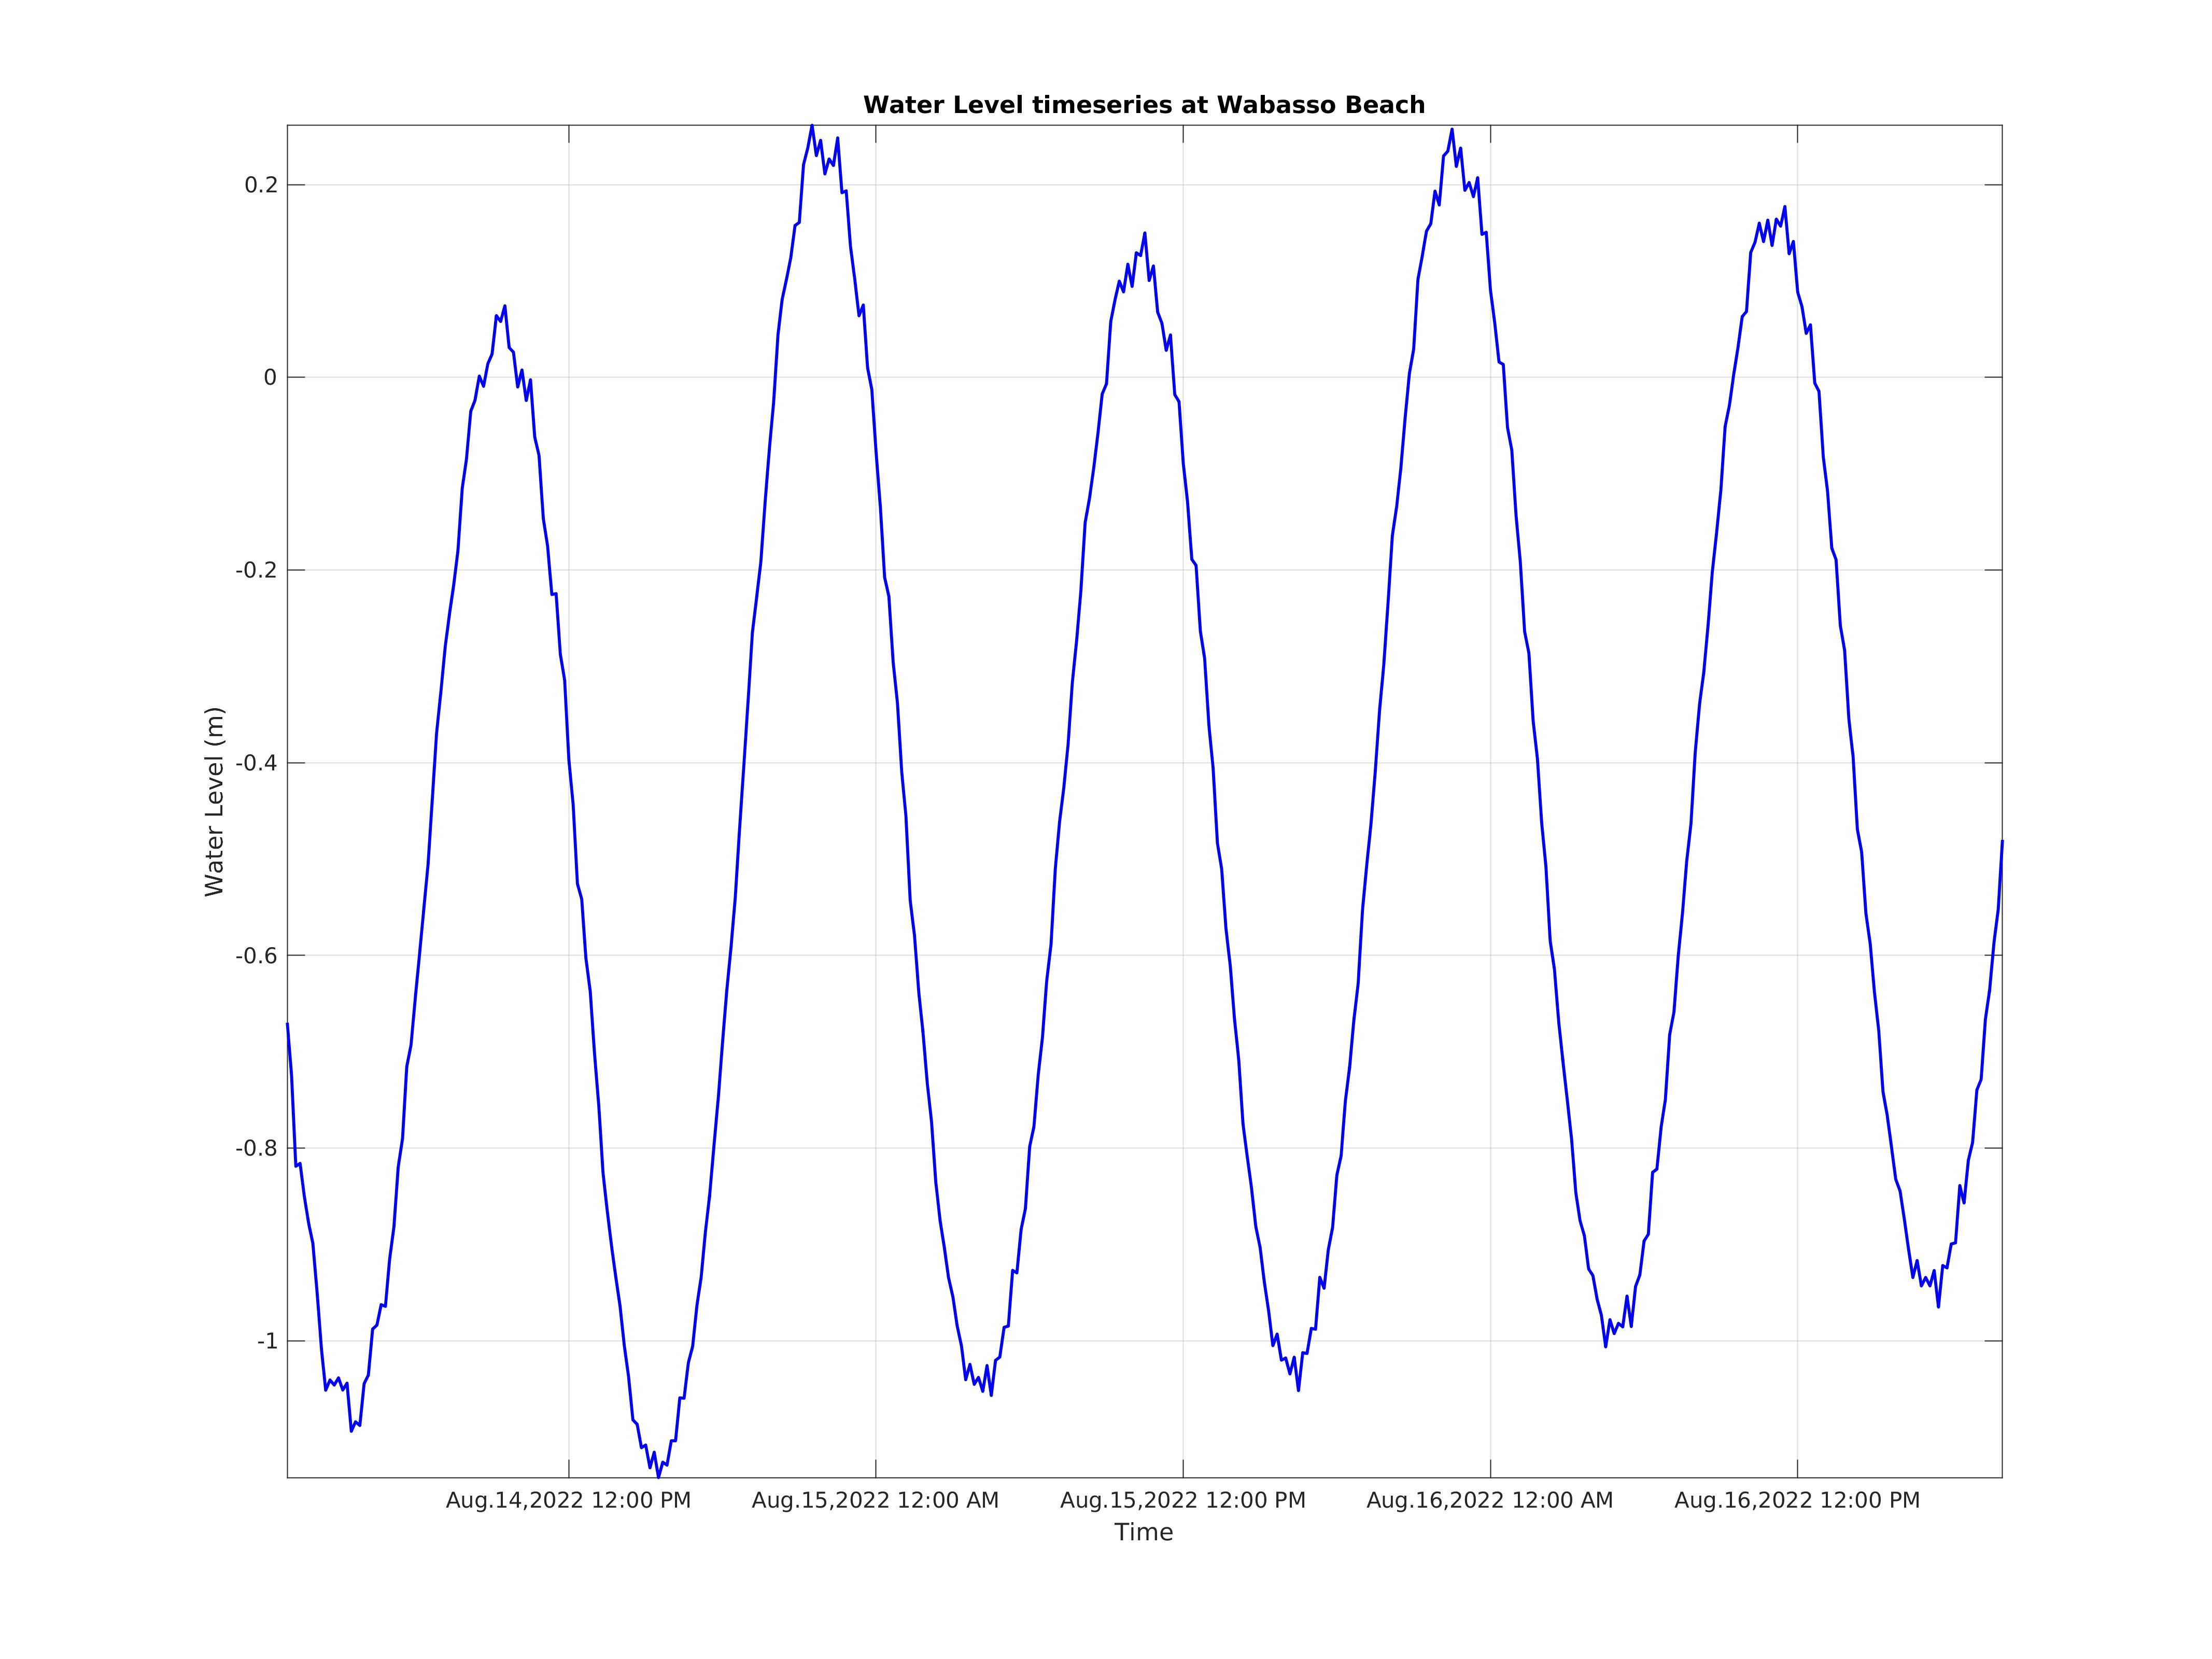 Water Level timeseries at Wabasso Beach
0.2
0
-0.2
-0.4
-0.6
-0.8
-1
Water Level (m)
Aug.14,2022 12:00 PM Aug.15,2022 12:00 AM Aug.15,2022 12:00 PM Aug.16,2022 12:00 AM Aug.16,2022 12:00 PM
Time